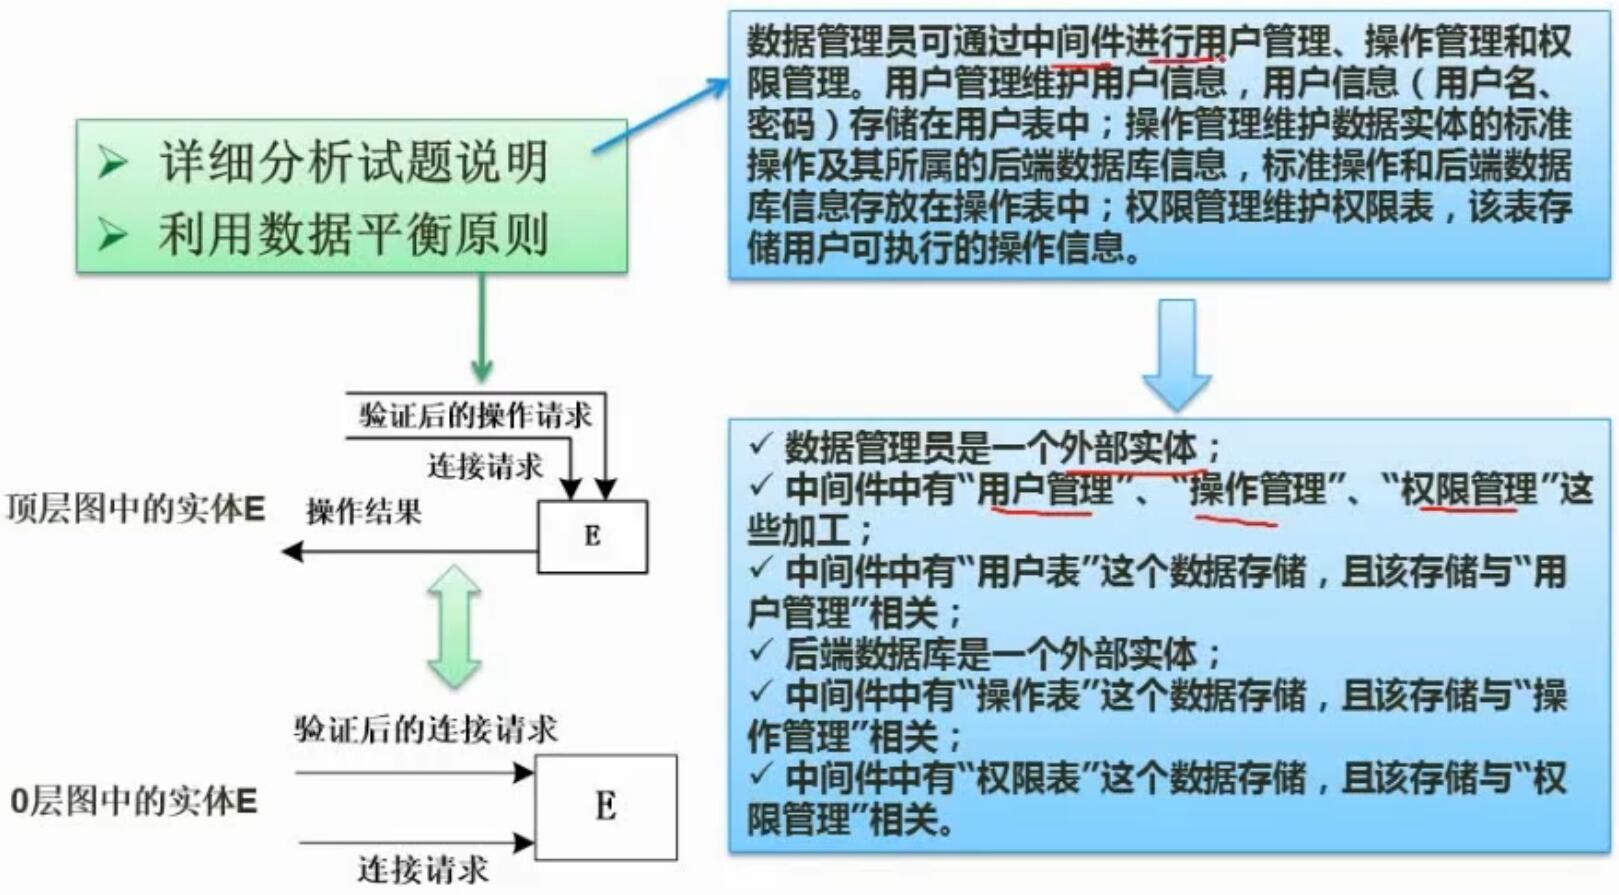 详细分析试题说明
利用数据平衡原则
数据管理员可通过中间件进行用户管理、操作管理和权
限管理。用户管理维护用户信息，用户信息（用户名、
密码）存储在用户表中；操作管理维护数据实体的标准
操作及其所属的后端数据库信息，标准操作和后端数据
库信息存放在操作表中；权限管理维护权限表，该表存
储用户可执行的操作信息。
验证后的操作请求
连接请求
顶层图中的实体E
操作结果
E
验证后的连接请求
0层图中的实体E
E
连接请求
✓ 数据管理员是一个外部实体；
✓ 中间件中有“用户管理”、“操作管理”、“权限管理”这
些加工；
✓ 中间件中有“用户表”这个数据存储，且该存储与“用
户管理”相关；
✓ 后端数据库是一个外部实体；
✓ 中间件中有“操作表”这个数据存储，且该存储与“操
作管理”相关；
✓ 中间件中有“权限表”这个数据存储，且该存储与“权
限管理”相关。